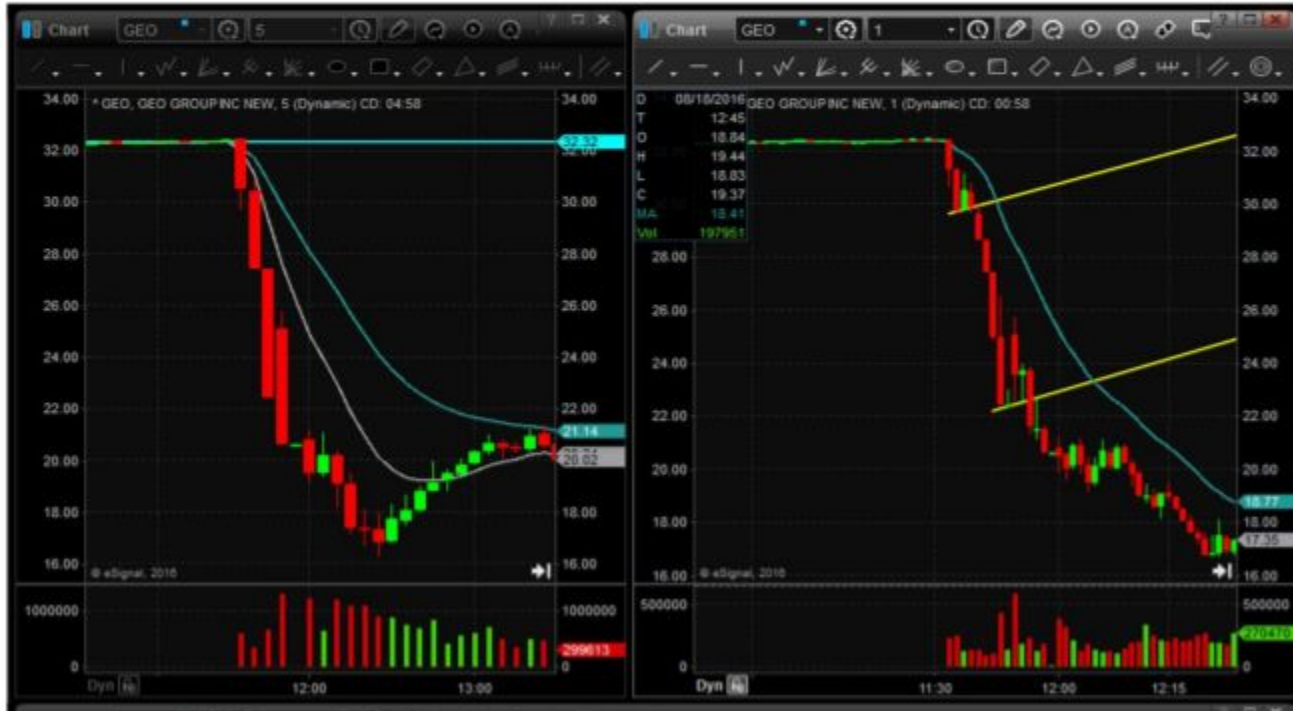 Chart GEO 5
* GEO, GEO GROUP INC NEW, 5 (Dynamic) CD: 04:58
34.00 34.00
32.32
32.00 32.00
30.00 30.00
28.00 28.00
26.00 26.00
24.00 24.00
22.00 22.00
21.14
20.00
20.02
18.00 18.00
16.00 16.00
© eSignal, 2016
1000000 1000000
299613
0 0
Dyn 12:00 13:00
Chart GEO 1
GEO GROUP INC NEW, 1 (Dynamic) CD: 00:58
D 08/18/2016
T 12:45
O 18.84
H 19.44
L 18.83
C 19.37
MA 18.41
Vol 197951
34.00
32.00
30.00
28.00 28.00
26.00 26.00
24.00 24.00
22.00 22.00
20.00 20.00
18.77
18.00 18.00
17.35
16.00 16.00
© eSignal, 2016
500000 500000
270470
0 0
Dyn 11:30 12:00 12:15